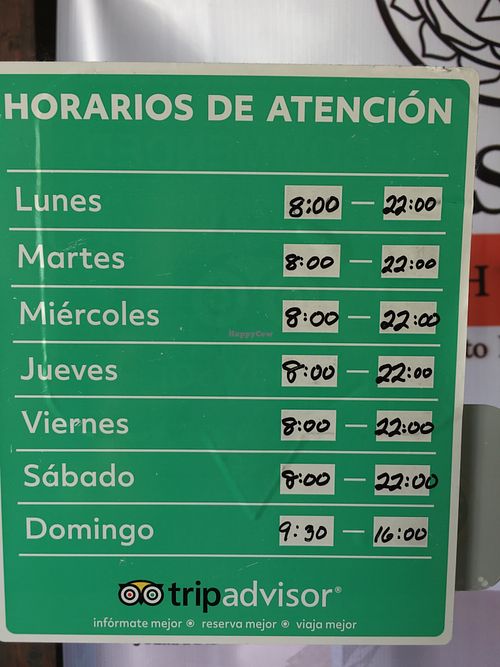 HORARIOS DE ATENCIÓN
Lunes 8:00 — 22:00
Martes 8:00 — 22:00
Miércoles 8:00 — 22:00
Jueves 8:00 — 22:00
Viernes 8:00 — 22:00
Sábado 8:00 — 22:00
Domingo 9:30 — 16:00
tripadvisor®
infórmate mejor ◉ reserva mejor ◉ viaja mejor
HappyCow
S
H
to